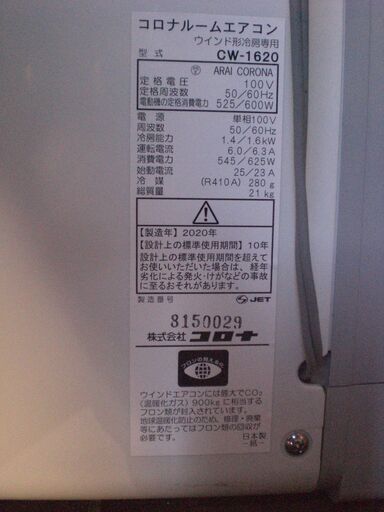 コロナルームエアコン
ウインド形冷房専用
型式 CW-1620
ARAI CORONA
定格電圧 100V
定格周波数 50/60Hz
電動機の定格消費電力 525/600W
電源 単相100V
周波数 50/60Hz
冷房能力 1.4/1.6kW
運転電流 6.0/6.3A
消費電力 545/625W
始動電流 25/23A
冷媒 (R410A) 280g
総質量 21kg
【製造年】2020年
【設計上の標準使用期間】10年
設計上の標準使用期間を超えて
お使いいただいた場合は、経年
劣化による発火・けがなどの事故
に至るおそれがあります。
製造番号 JET
8150029
株式会社 コロナ
フロンの見える化
ウインドエアコンには最大でCO₂
(温暖化ガス) 900kgに相当する
フロン類が封入されています。
地球温暖化防止のため、修理・廃棄
等にあたってはフロン類の回収が
必要です。
日本製
-結-